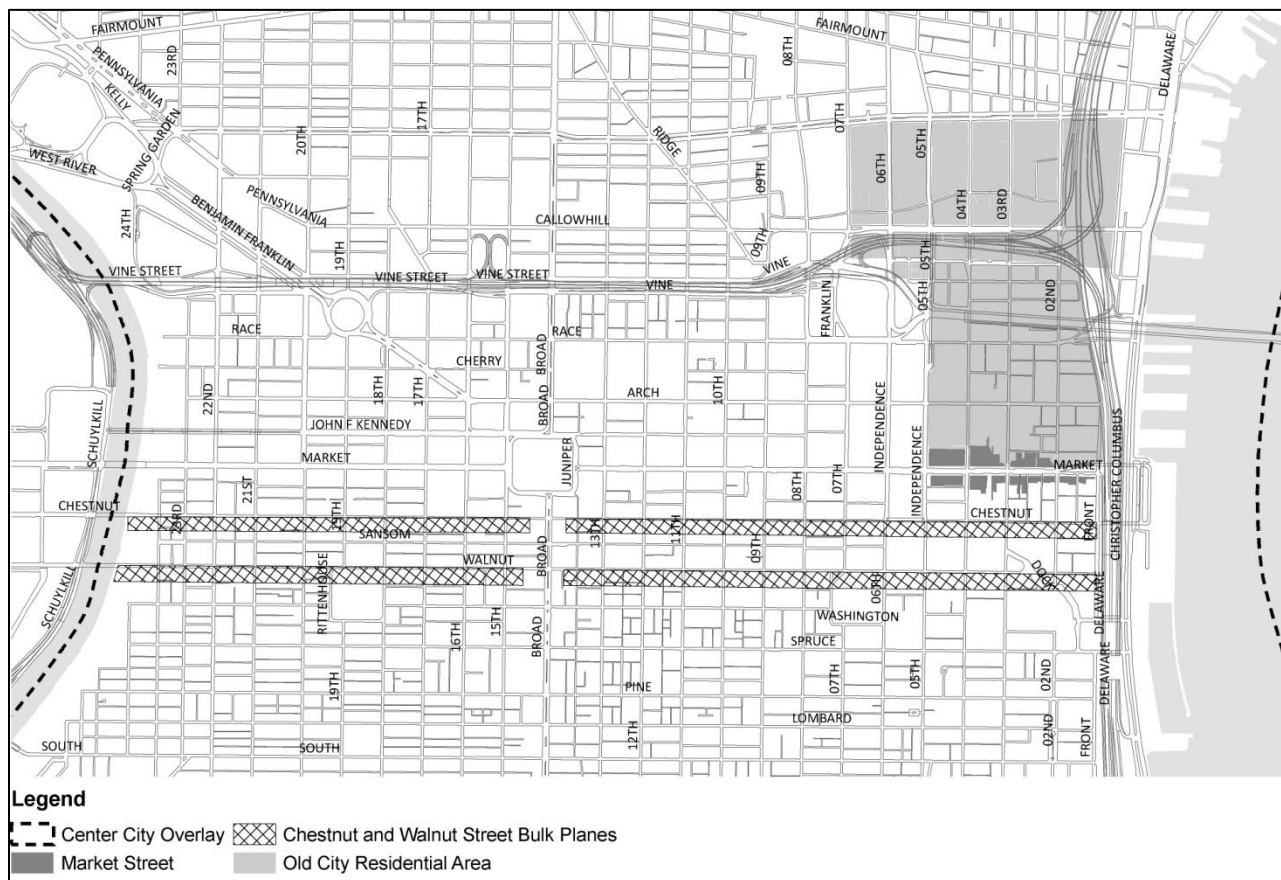 FAIRMOUNT
FAIRMOUNT
PENNSYLVANIA
23RD
08TH
DELAWARE
KELLY
SPRING GARDEN
17TH
20TH
RIDGE
07TH
06TH
05TH
WEST RIVER
24TH
BENJAMIN FRANKLIN
PENNSYLVANIA
09TH
04TH
03RD
CALLOWHILL
19TH
09TH
VINE STREET
VINE STREET
VINE STREET
VINE
VINE
05TH
RACE
RACE
BROAD
FRANKLIN
05TH
02ND
CHERRY
22ND
18TH
17TH
BROAD
ARCH
10TH
INDEPENDENCE
INDEPENDENCE
JOHN F KENNEDY
SCHUYLKILL
MARKET
JUNIPER
MARKET
CHRISTOPHER COLUMBUS
21ST
08TH
07TH
CHESTNUT
23RD
19TH
SANSOM
13TH
11TH
CHESTNUT
FRONT
WALNUT
BROAD
09TH
06TH
DOCK
SCHUYLKILL
RITTENHOUSE
16TH
15TH
BROAD
WASHINGTON
SPRUCE
DELAWARE
19TH
PINE
07TH
05TH
02ND
DELAWARE
12TH
LOMBARD
02ND
FRONT
SOUTH
SOUTH
Legend
Center City Overlay
Chestnut and Walnut Street Bulk Planes
Market Street
Old City Residential Area